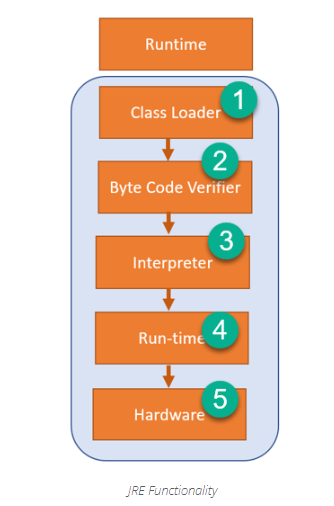 Runtime
Class Loader
1
Byte Code Verifier
2
Interpreter
3
Run-time
4
Hardware
5
JRE Functionality